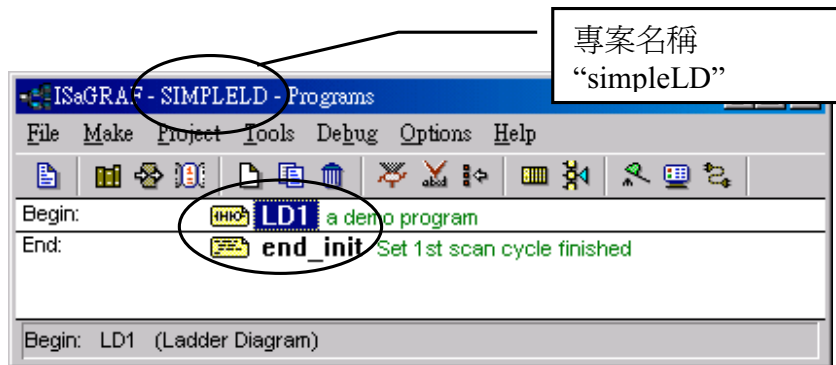 專案名稱
“simpleLD”
ISaGRAF - SIMPLELD - Programs
File Make Project Tools Debug Options Help
Begin: LD1 a demo program
End: end_init Set 1st scan cycle finished
Begin: LD1 (Ladder Diagram)